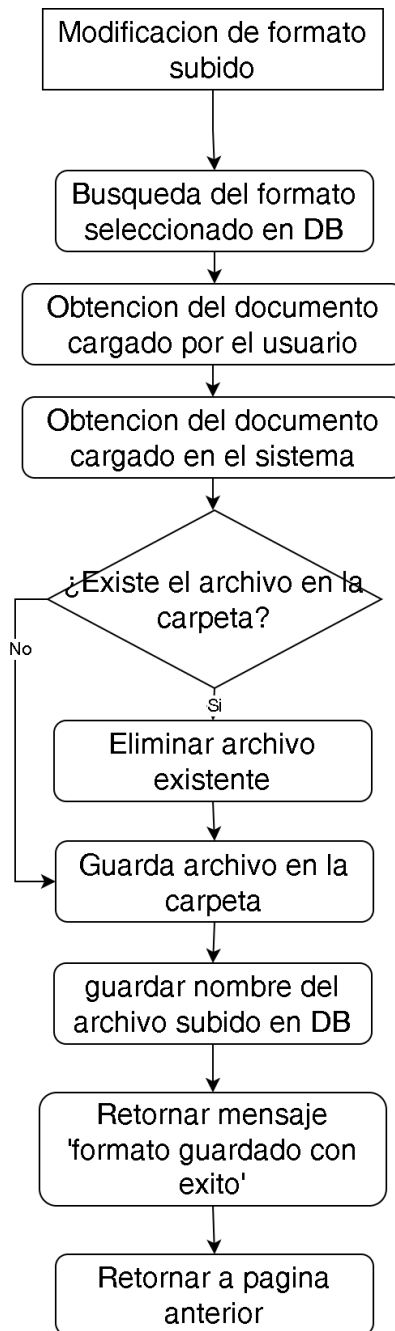 Modificacion de formato
subido
Busqueda del formato
seleccionado en DB
Obtencion del documento
cargado por el usuario
Obtencion del documento
cargado en el sistema
¿Existe el archivo en la
carpeta?
No
Si
Eliminar archivo
existente
Guarda archivo en la
carpeta
guardar nombre del
archivo subido en DB
Retornar mensaje
'formato guardado con
exito'
Retornar a pagina
anterior